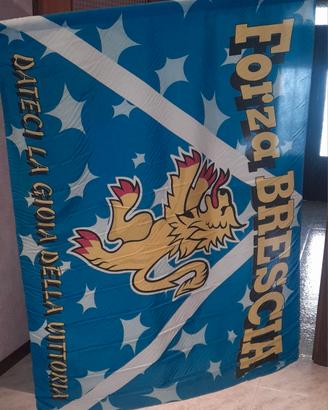 Forza BRESCIA
DATECI LA GIOIA DELLA VITTORIA